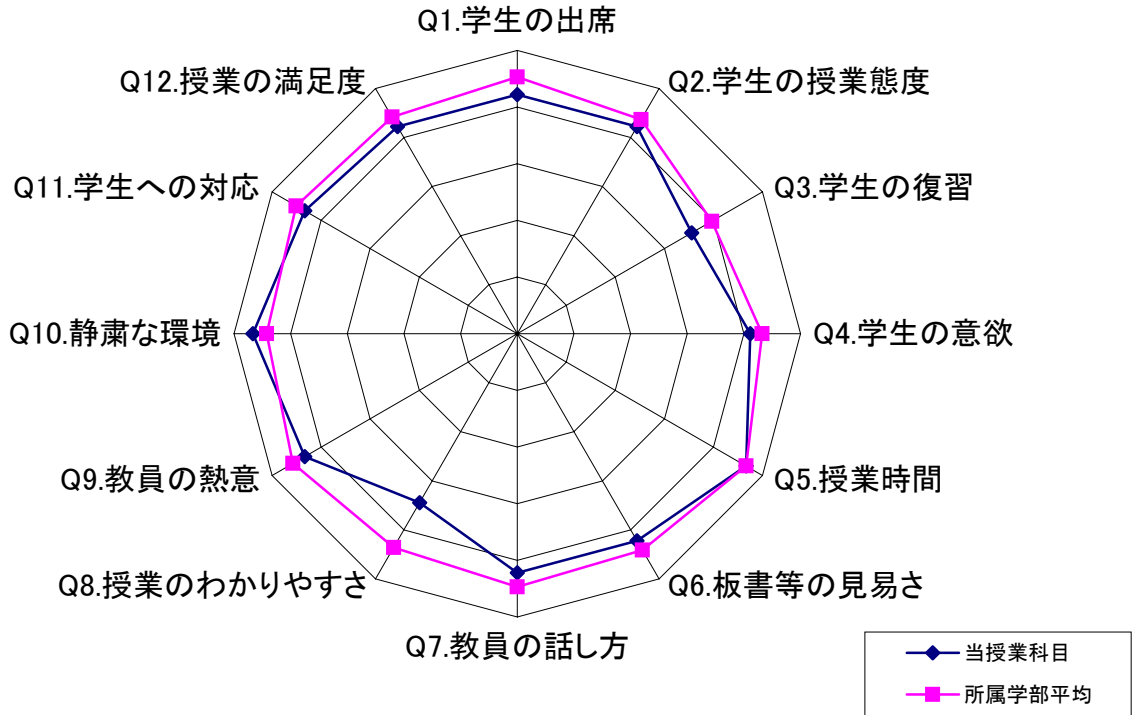 Q1.学生の出席
Q2.学生の授業態度
Q3.学生の復習
Q4.学生の意欲
Q5.授業時間
Q6.板書等の見易さ
Q7.教員の話し方
Q8.授業のわかりやすさ
Q9.教員の熱意
Q10.静粛な環境
Q11.学生への対応
Q12.授業の満足度
当授業科目
所属学部平均